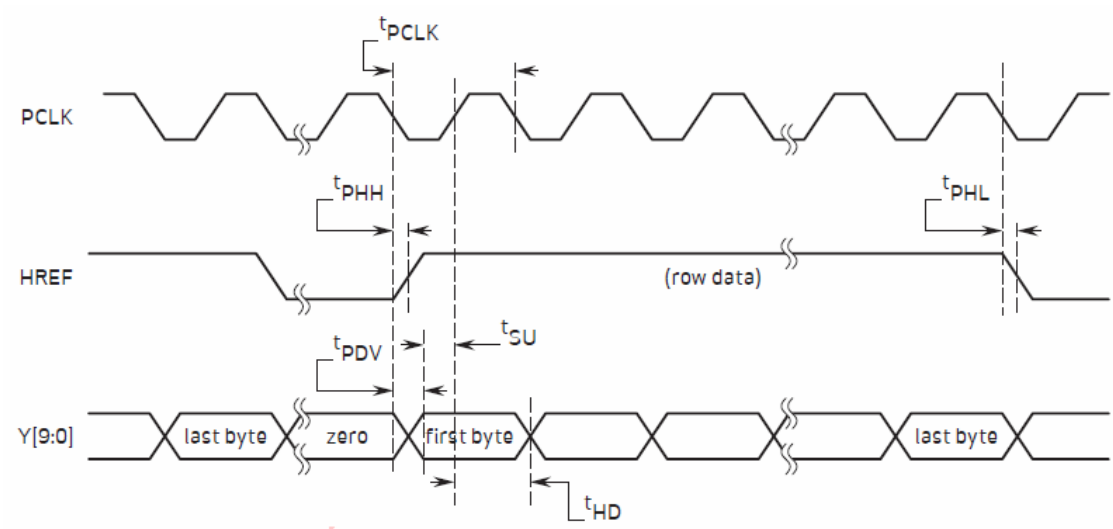 tPCLK
PCLK
tPHH
tPHL
HREF
(row data)
tPDV
tSU
Y[9:0]
last byte
zero
first byte
last byte
tHD